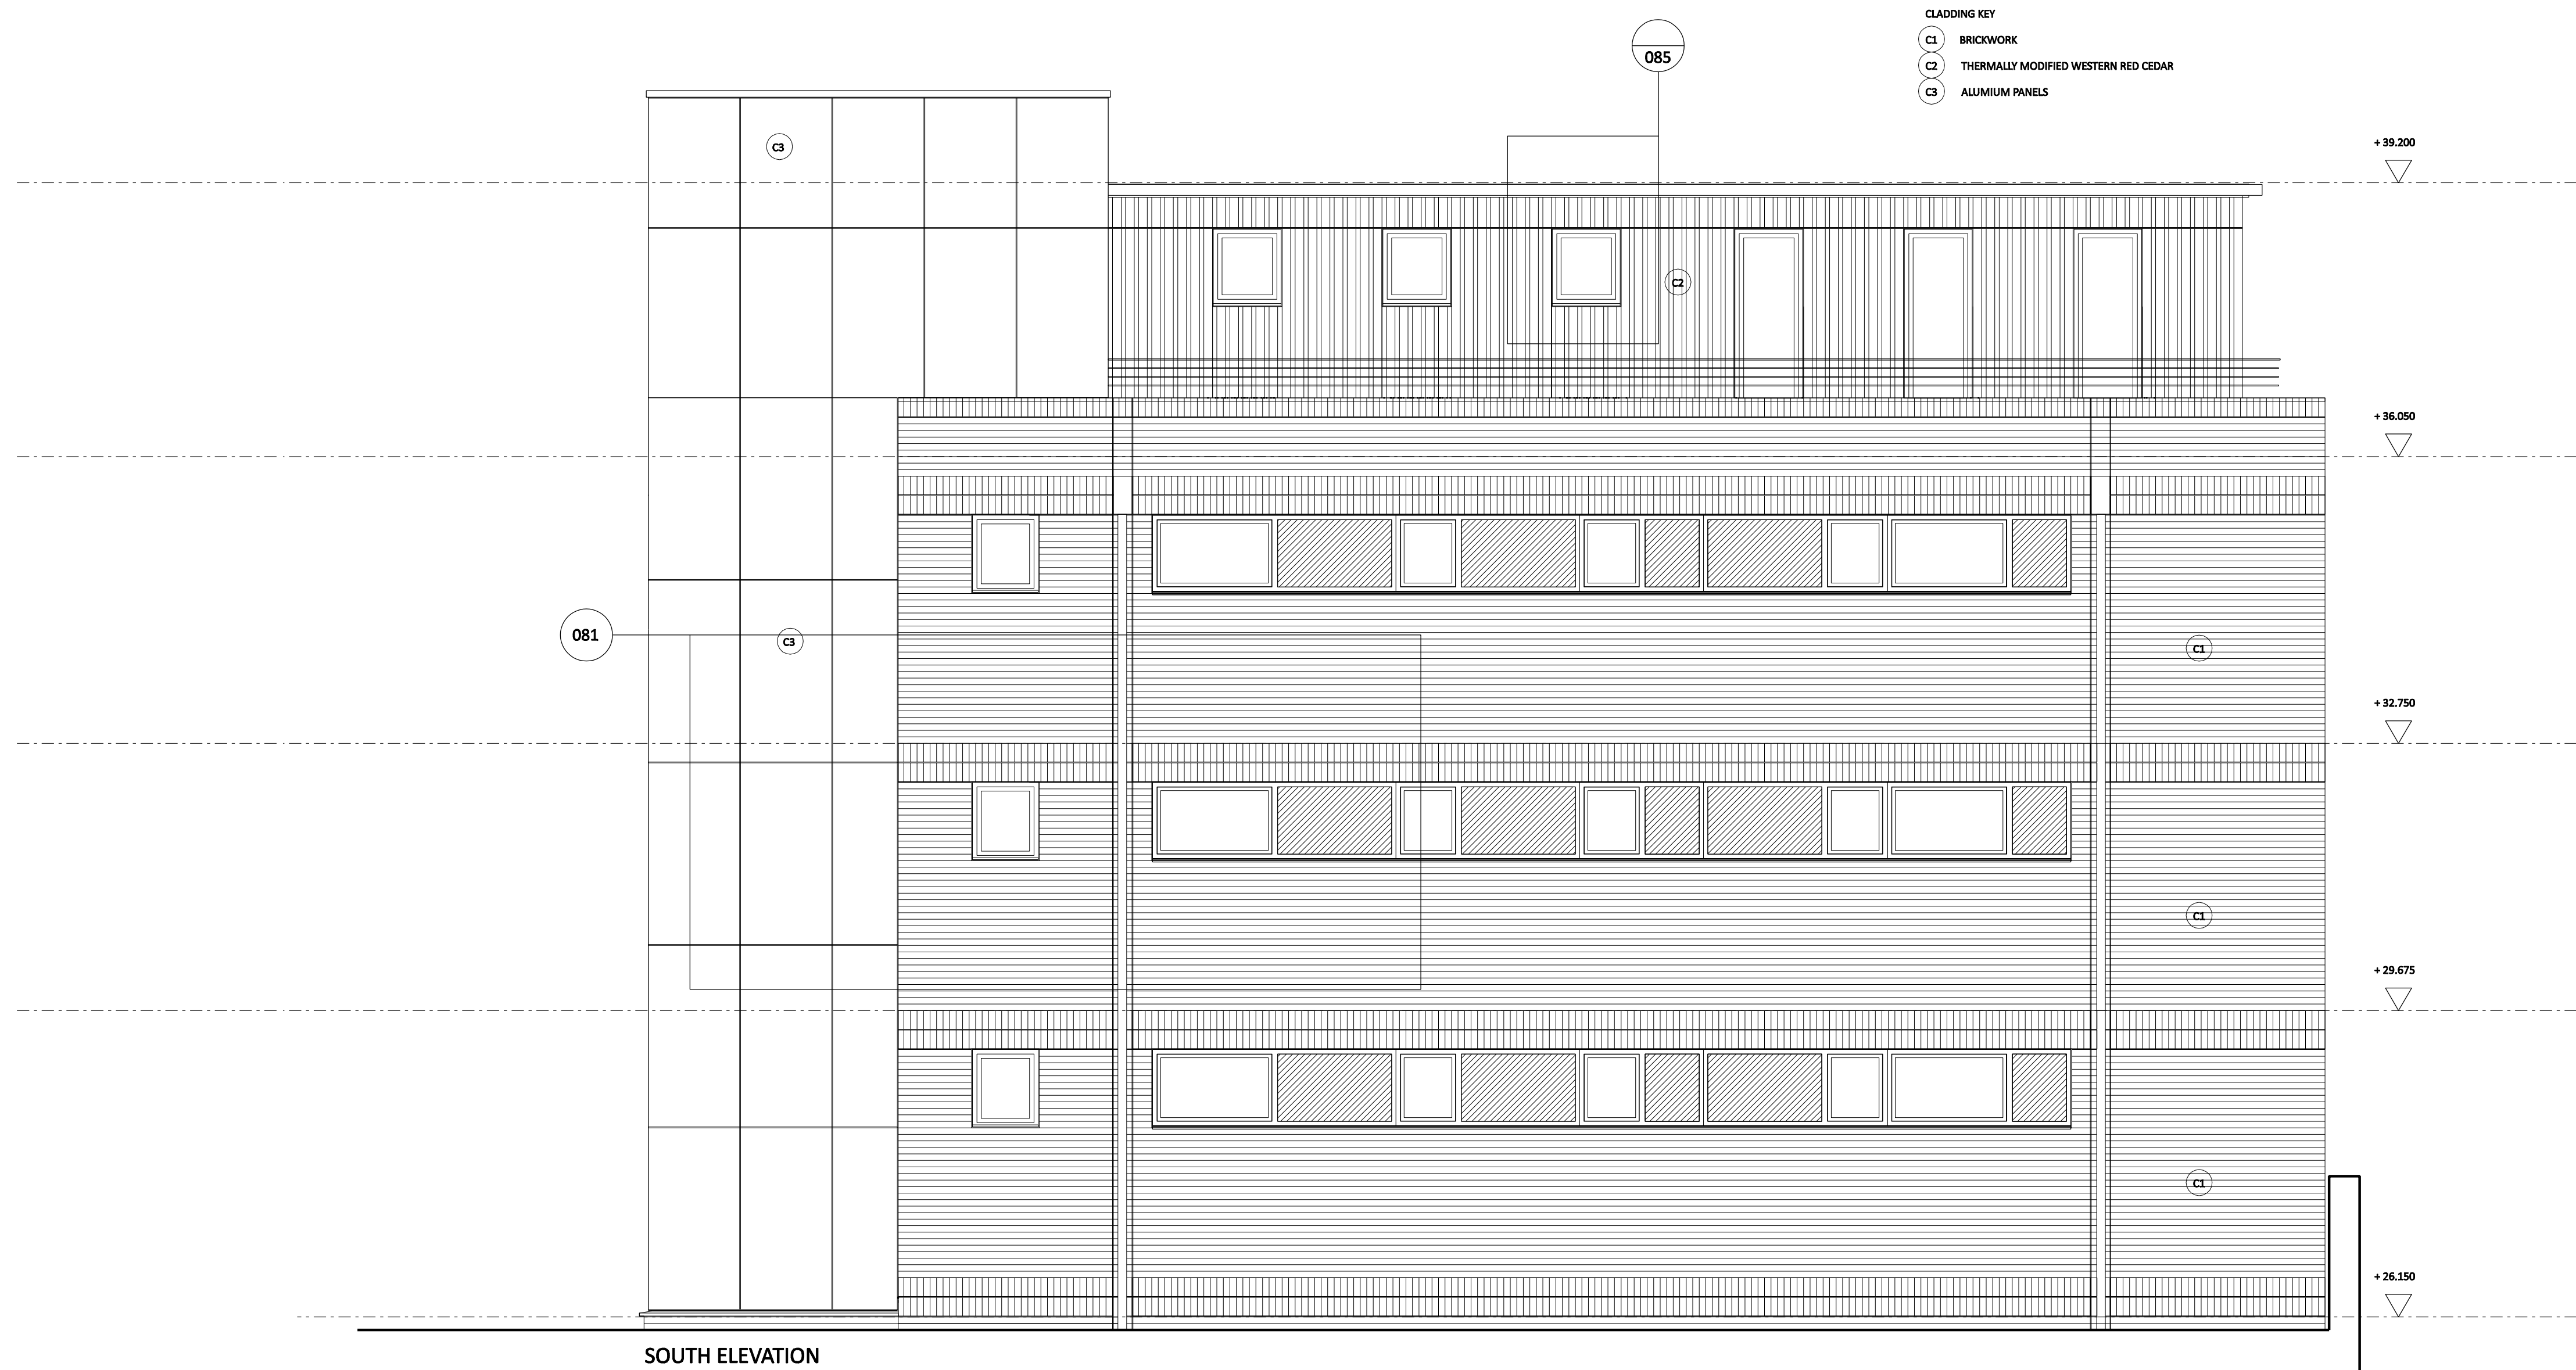 CLADDING KEY
C1 BRICKWORK
C2 THERMALLY MODIFIED WESTERN RED CEDAR
C3 ALUMIUM PANELS
085
C3
+ 39.200
C2
+ 36.050
081
C3
C1
+ 32.750
C1
+ 29.675
C1
+ 26.150
SOUTH ELEVATION